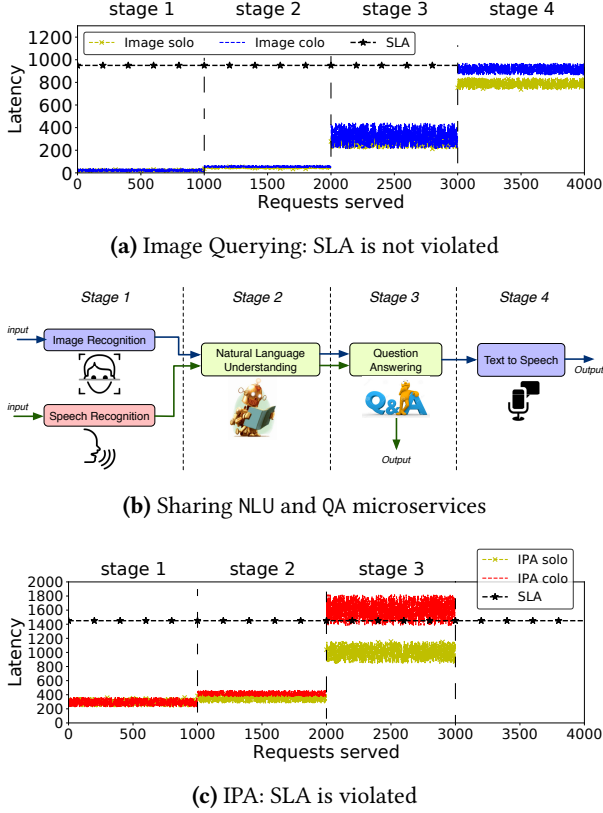 stage 1 stage 2 stage 3 stage 4
Image solo Image colo SLA
1200
1000
800
600
400
200
0
Latency
500 1000 1500 2000 2500 3000 3500 4000
Requests served
(a) Image Querying: SLA is not violated
Stage 1 Stage 2 Stage 3 Stage 4
input
Image Recognition
Natural Language
Understanding
Question
Answering
Text to Speech
Output
Q&A
input
Speech Recognition
Output
(b) Sharing NLU and QA microservices
stage 1 stage 2 stage 3
IPA solo
IPA colo
SLA
2000
1800
1600
1400
1200
1000
800
600
400
200
0
Latency
0 500 1000 1500 2000 2500 3000 3500 4000
Requests served
(c) IPA: SLA is violated